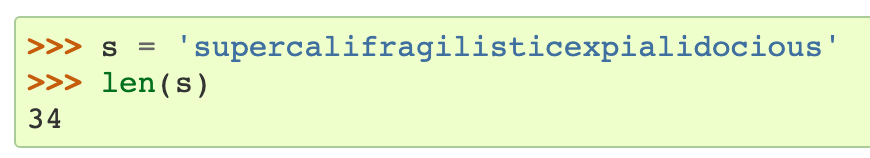 >>> s = 'supercalifragilisticexpialidocious'
>>> len(s)
34